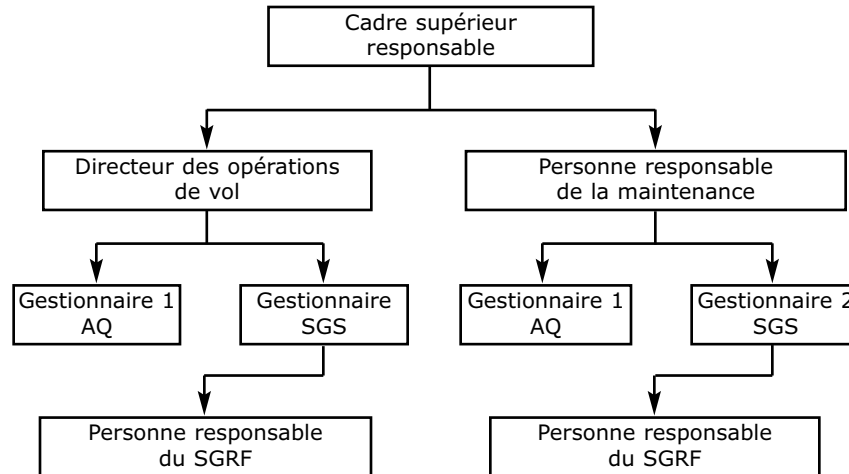 Cadre supérieur
responsable
Directeur des opérations
de vol
Personne responsable
de la maintenance
Gestionnaire 1
AQ
Gestionnaire
SGS
Gestionnaire 1
AQ
Gestionnaire 2
SGS
Personne responsable
du SGRF
Personne responsable
du SGRF